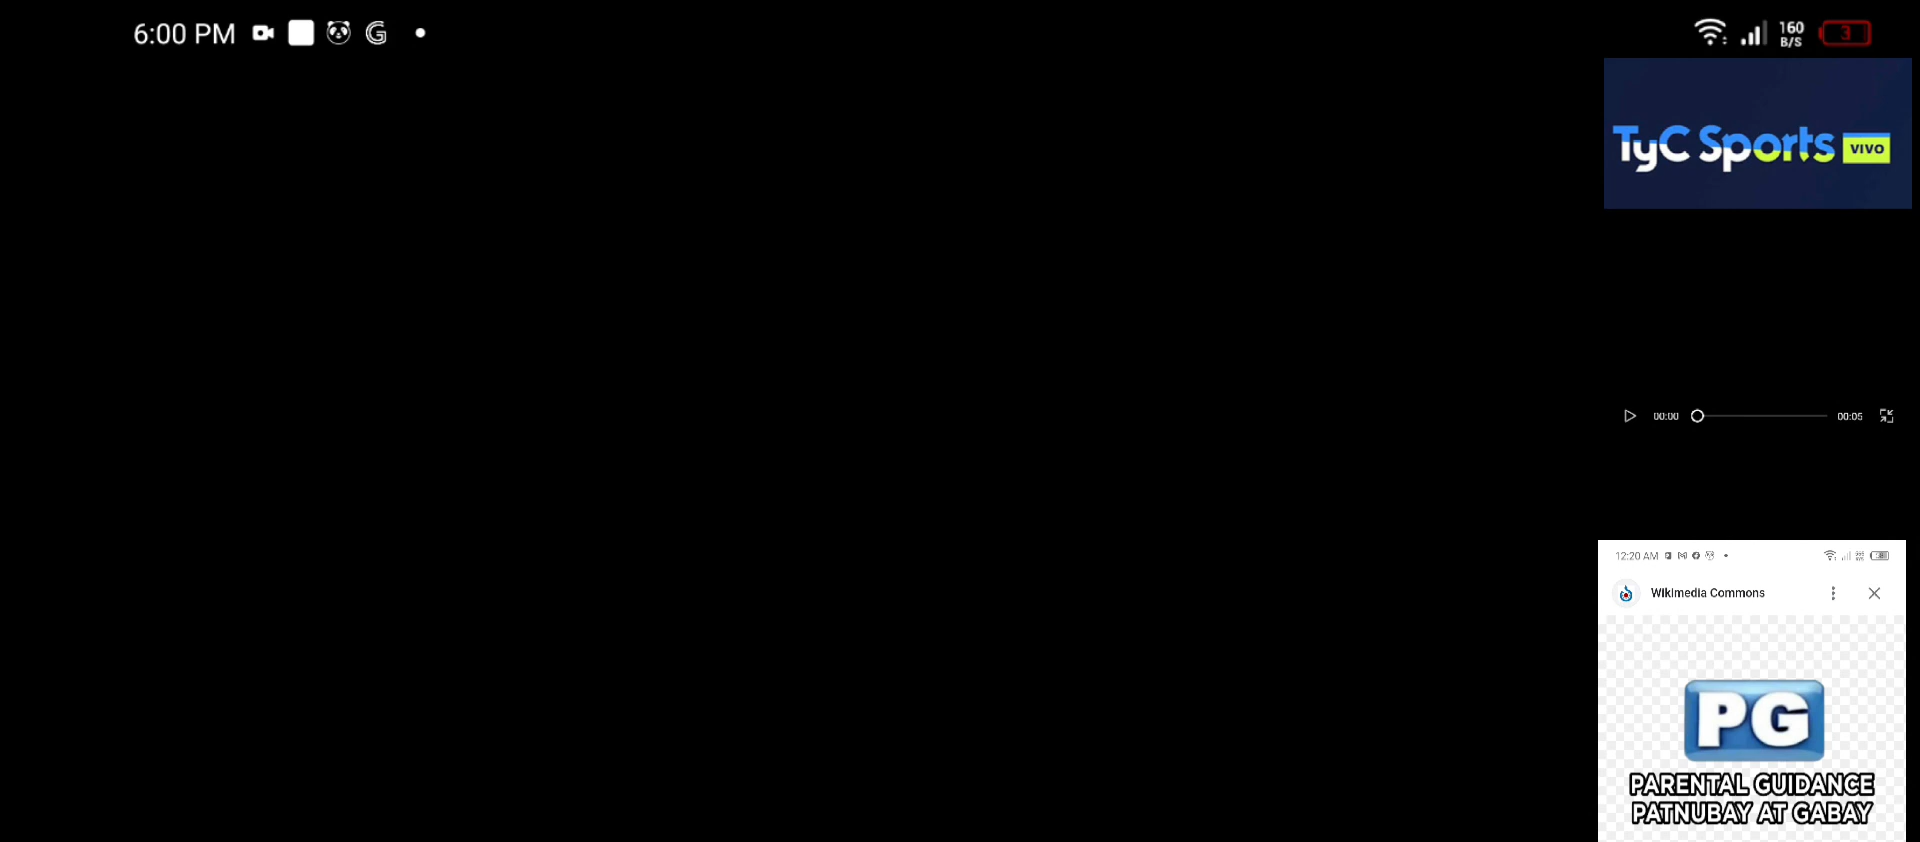 6:00 PM
160
B/S
3
TyC Sports VIVO
00:00
00:05
12:20 AM
Wikimedia Commons
PG
PARENTAL GUIDANCE
PATNUBAY AT GABAY